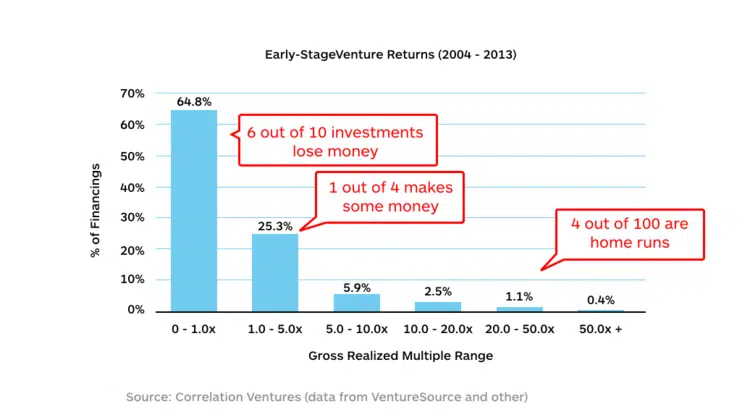 Early-StageVenture Returns (2004 - 2013)
% of Financings
70%
60%
50%
40%
30%
20%
10%
0%
64.8%
25.3%
5.9%
2.5%
1.1%
0.4%
6 out of 10 investments
lose money
1 out of 4 makes
some money
4 out of 100 are
home runs
0 - 1.0x
1.0 - 5.0x
5.0 - 10.0x
10.0 - 20.0x
20.0 - 50.0x
50.0x +
Gross Realized Multiple Range
Source: Correlation Ventures (data from VentureSource and other)